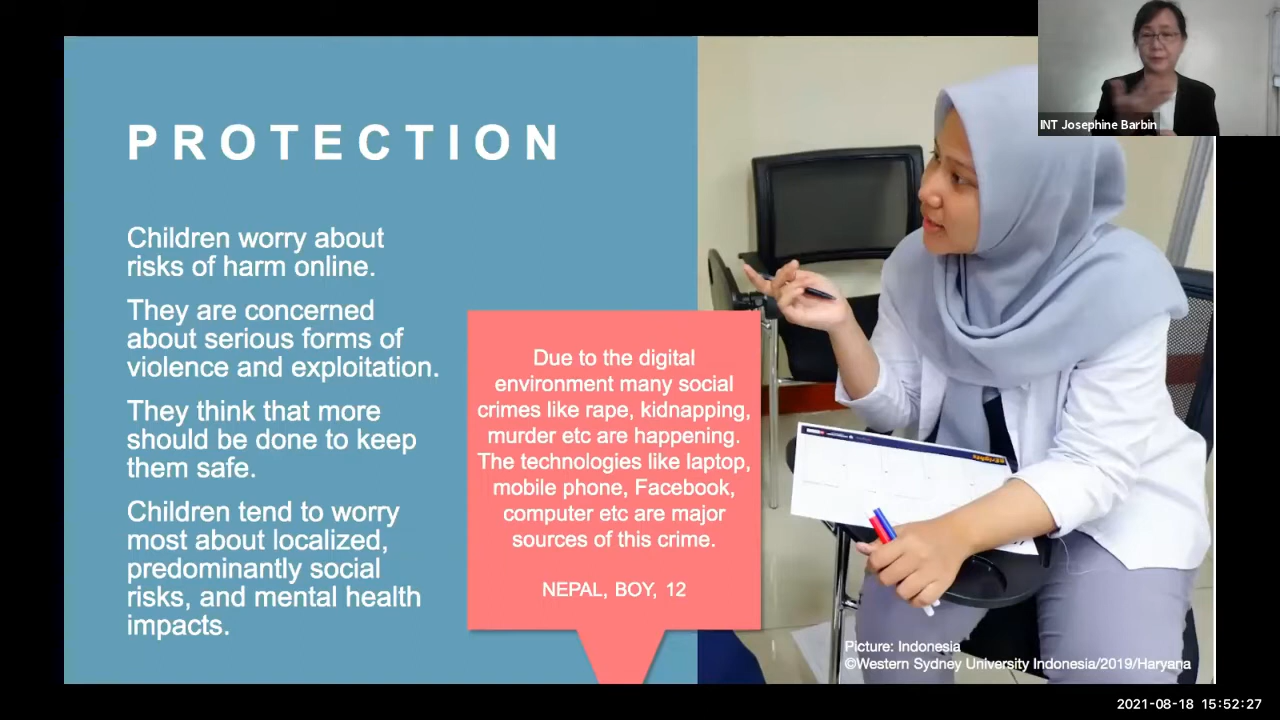 PROTECTION
Children worry about
risks of harm online.
They are concerned
about serious forms of
violence and exploitation.
They think that more
should be done to keep
them safe.
Children tend to worry
most about localized,
predominantly social
risks, and mental health
impacts.
Due to the digital
environment many social
crimes like rape, kidnapping,
murder etc are happening.
The technologies like laptop,
mobile phone, Facebook,
computer etc are major
sources of this crime.
NEPAL, BOY, 12
INT Josephine Barbin
Picture: Indonesia
©Western Sydney University Indonesia/2019/Haryana
2021-08-18 15:52:27